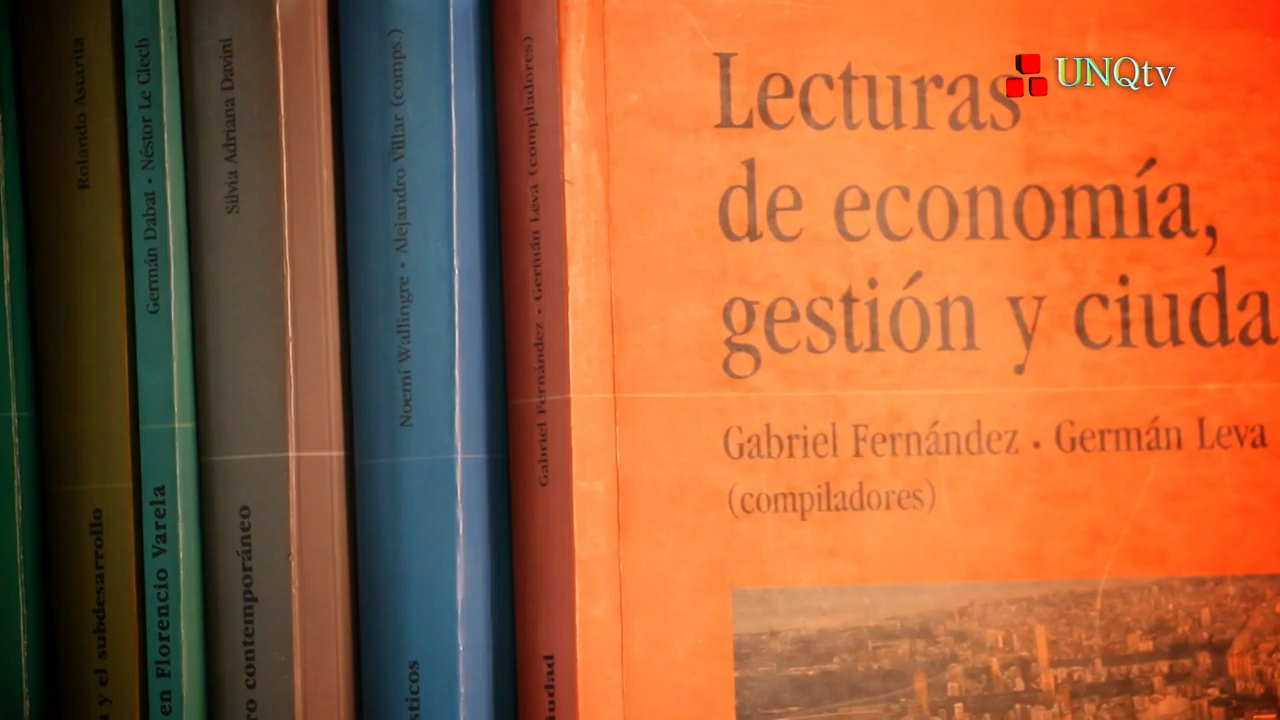 Rolando Astarita
y el subdesarrollo
Germán Dabat • Néstor Le Clech
en Florencio Varela
Silvia Adriana Davini
ro contemporáneo
Noemí Wallingre • Alejandro Villar (comps.)
sticos
Gabriel Fernández • Germán Leva (compiladores)
iudad
Lecturas
de economía,
gestión y ciuda
Gabriel Fernández • Germán Leva
(compiladores)
UNQtv